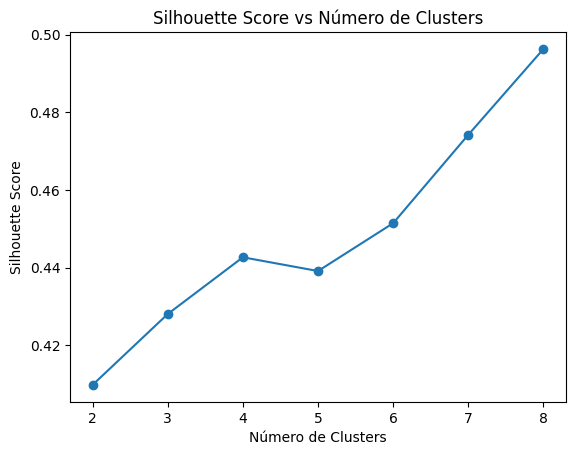 Silhouette Score vs Número de Clusters
Silhouette Score
0.50
0.48
0.46
0.44
0.42
2 3 4 5 6 7 8
Número de Clusters